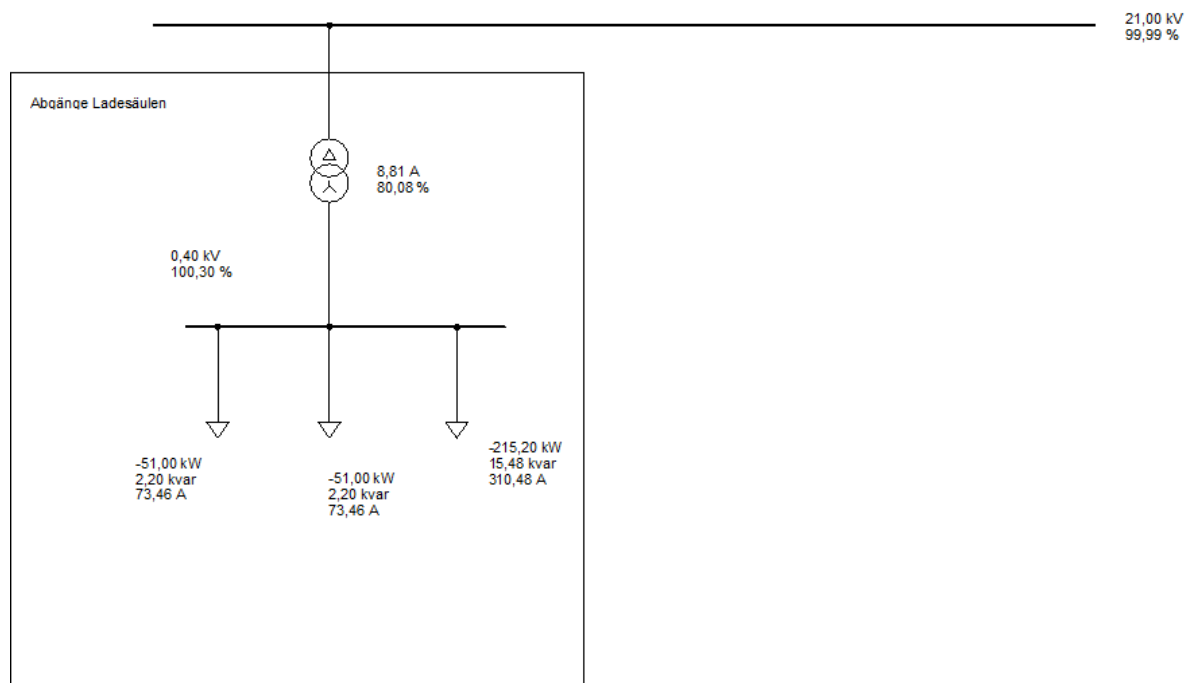 21,00 kV
99,99 %
Abgänge Ladesäulen
8,81 A
80,08 %
0,40 kV
100,30 %
-51,00 kW
2,20 kvar
73,46 A
-51,00 kW
2,20 kvar
73,46 A
-215,20 kW
15,48 kvar
310,48 A